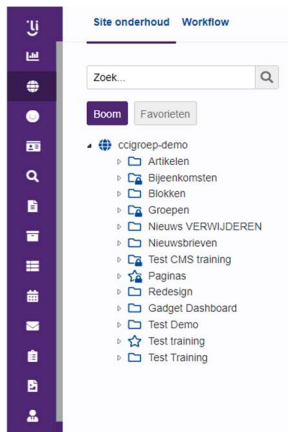 Site onderhoud Workflow
Zoek...
Boom Favorieten
ccigroep-demo
Artikelen
Bijeenkomsten
Blokken
Groepen
Nieuws VERWIJDEREN
Nieuwsbrieven
Test CMS training
Paginas
Redesign
Gadget Dashboard
Test Demo
Test training
Test Training